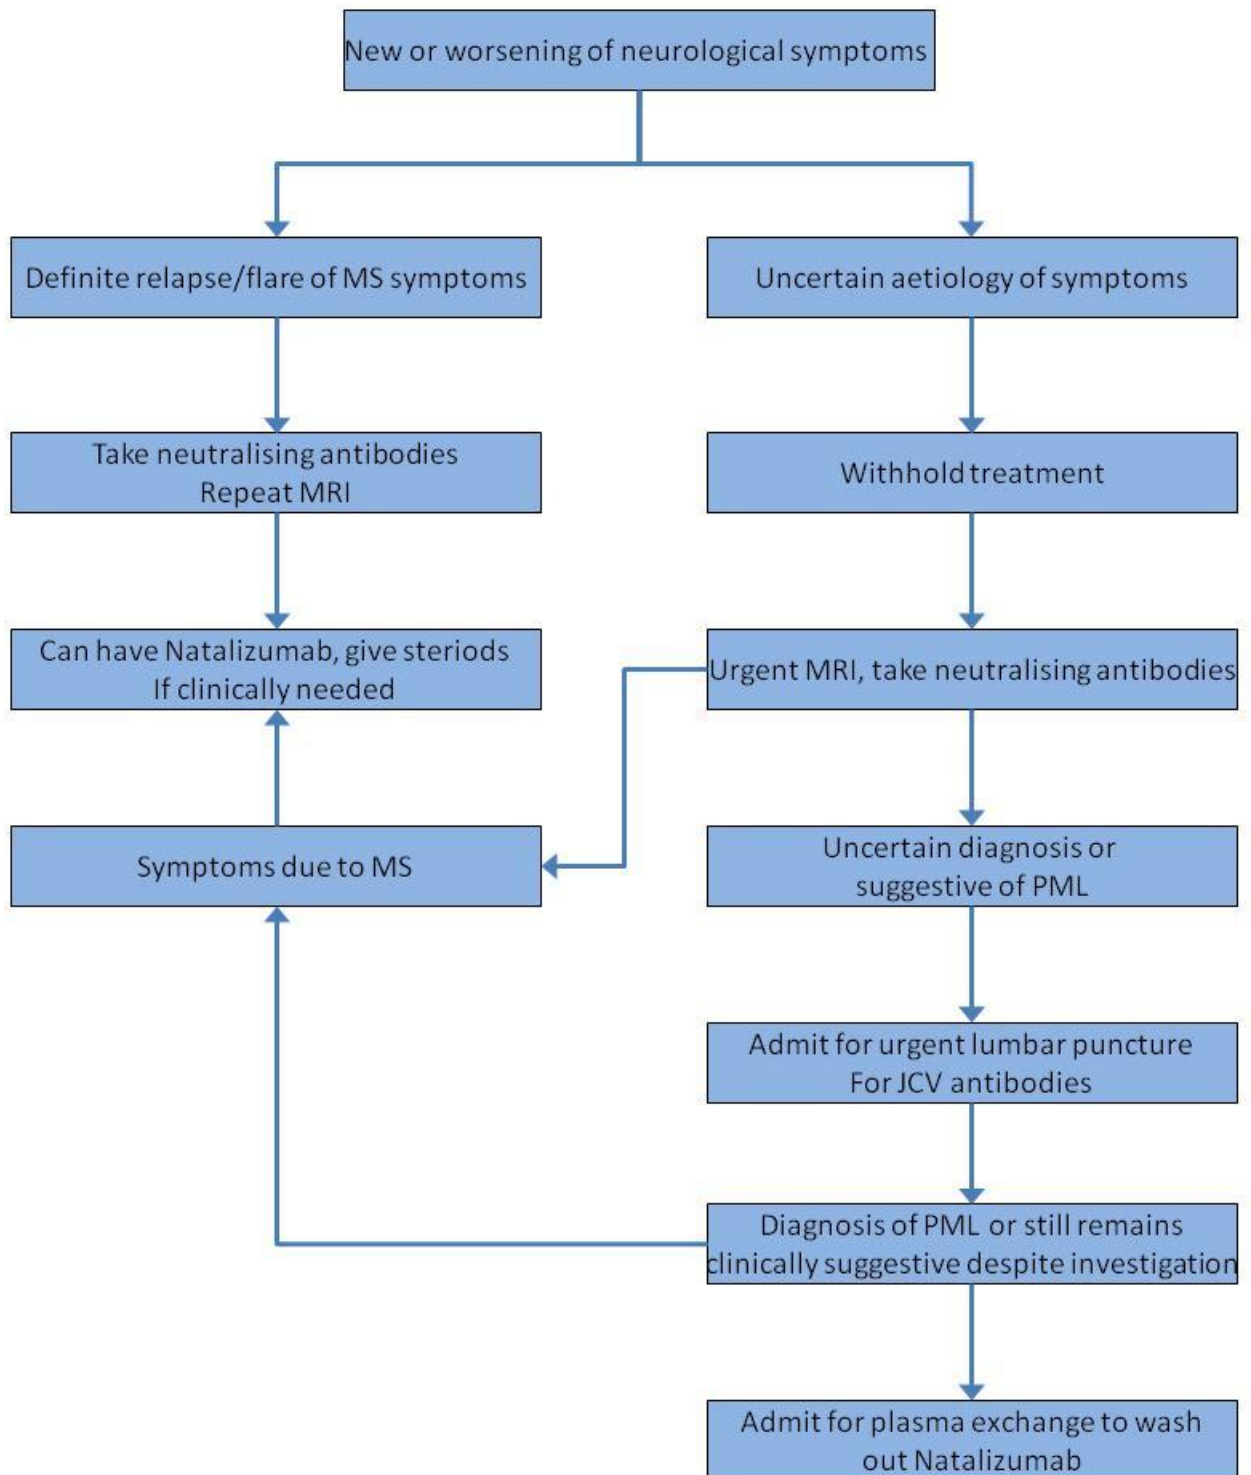 New or worsening of neurological symptoms
Definite relapse/flare of MS symptoms
Uncertain aetiology of symptoms
Take neutralising antibodies
Repeat MRI
Withhold treatment
Can have Natalizumab, give steriods
If clinically needed
Urgent MRI, take neutralising antibodies
Symptoms due to MS
Uncertain diagnosis or
suggestive of PML
Admit for urgent lumbar puncture
For JCV antibodies
Diagnosis of PML or still remains
clinically suggestive despite investigation
Admit for plasma exchange to wash
out Natalizumab